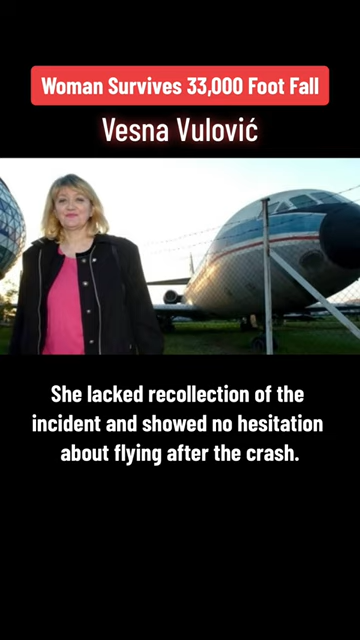 Woman Survives 33,000 Foot Fall
Vesna Vulović
She lacked recollection of the
incident and showed no hesitation
about flying after the crash.